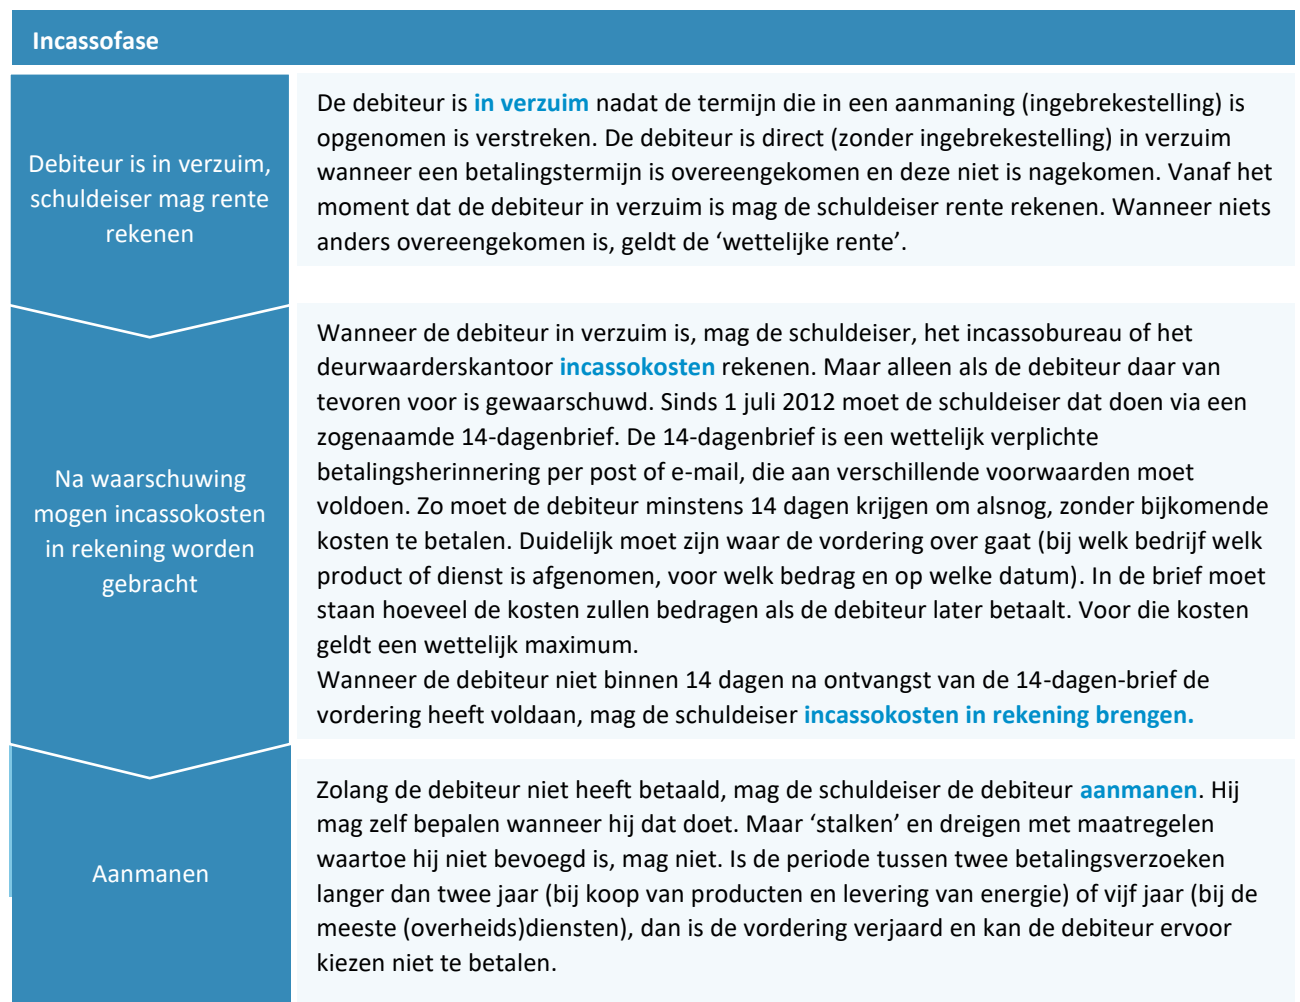 Incassofase
Debiteur is in verzuim,
schuldeiser mag rente
rekenen
De debiteur is in verzuim nadat de termijn die in een aanmaning (ingebrekestelling) is
opgenomen is verstreken. De debiteur is direct (zonder ingebrekestelling) in verzuim
wanneer een betalingstermijn is overeengekomen en deze niet is nagekomen. Vanaf het
moment dat de debiteur in verzuim is mag de schuldeiser rente rekenen. Wanneer niets
anders overeengekomen is, geldt de ‘wettelijke rente’.
Na waarschuwing
mogen incassokosten
in rekening worden
gebracht
Wanneer de debiteur in verzuim is, mag de schuldeiser, het incassobureau of het
deurwaarderskantoor incassokosten rekenen. Maar alleen als de debiteur daar van
tevoren voor is gewaarschuwd. Sinds 1 juli 2012 moet de schuldeiser dat doen via een
zogenaamde 14-dagenbrief. De 14-dagenbrief is een wettelijk verplichte
betalingsherinnering per post of e-mail, die aan verschillende voorwaarden moet
voldoen. Zo moet de debiteur minstens 14 dagen krijgen om alsnog, zonder bijkomende
kosten te betalen. Duidelijk moet zijn waar de vordering over gaat (bij welk bedrijf welk
product of dienst is afgenomen, voor welk bedrag en op welke datum). In de brief moet
staan hoeveel de kosten zullen bedragen als de debiteur later betaalt. Voor die kosten
geldt een wettelijk maximum.
Wanneer de debiteur niet binnen 14 dagen na ontvangst van de 14-dagen-brief de
vordering heeft voldaan, mag de schuldeiser incassokosten in rekening brengen.
Aanmanen
Zolang de debiteur niet heeft betaald, mag de schuldeiser de debiteur aanmanen. Hij
mag zelf bepalen wanneer hij dat doet. Maar ‘stalken’ en dreigen met maatregelen
waartoe hij niet bevoegd is, mag niet. Is de periode tussen twee betalingsverzoeken
langer dan twee jaar (bij koop van producten en levering van energie) of vijf jaar (bij de
meeste (overheids)diensten), dan is de vordering verjaard en kan de debiteur ervoor
kiezen niet te betalen.